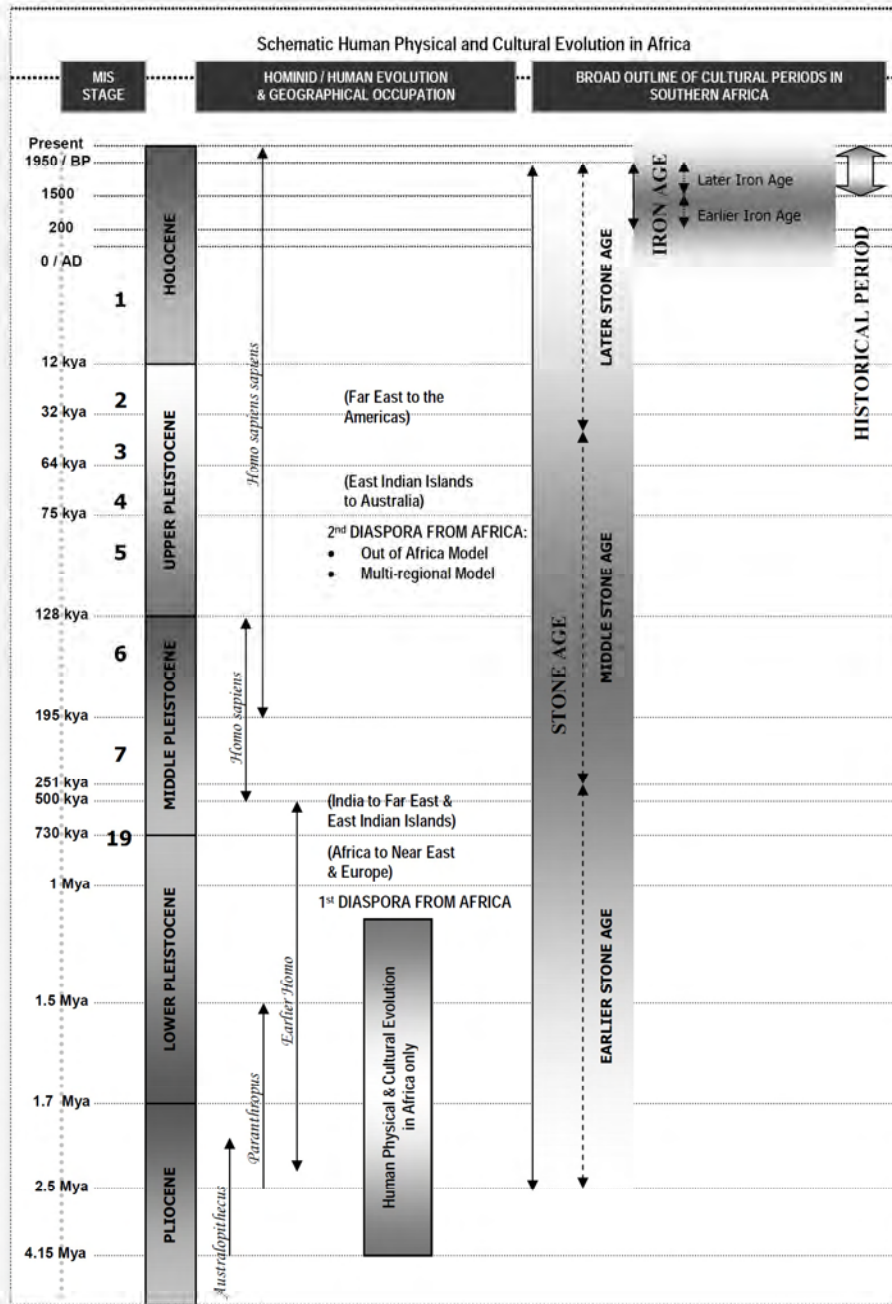 Schematic Human Physical and Cultural Evolution in Africa
MIS
STAGE
HOMINID / HUMAN EVOLUTION
& GEOGRAPHICAL OCCUPATION
BROAD OUTLINE OF CULTURAL PERIODS IN
SOUTHERN AFRICA
Present
1950 / BP
1500
200
0 / AD
12 kya
32 kya
64 kya
75 kya
128 kya
195 kya
251 kya
500 kya
730 kya
1 Mya
1.5 Mya
1.7 Mya
2.5 Mya
4.15 Mya
1
2
3
4
5
6
7
19
HOLOCENE
UPPER PLEISTOCENE
MIDDLE PLEISTOCENE
LOWER PLEISTOCENE
PLIOCENE
Homo sapiens sapiens
Homo sapiens
Earlier Homo
Paranthropus
Australopithecus
(Far East to the
Americas)
(East Indian Islands
to Australia)
2nd DIASPORA FROM AFRICA:
• Out of Africa Model
• Multi-regional Model
(India to Far East &
East Indian Islands)
(Africa to Near East
& Europe)
1st DIASPORA FROM AFRICA
Human Physical & Cultural Evolution
in Africa only
STONE AGE
LATER STONE AGE
MIDDLE STONE AGE
EARLIER STONE AGE
IRON AGE
Later Iron Age
Earlier Iron Age
HISTORICAL PERIOD